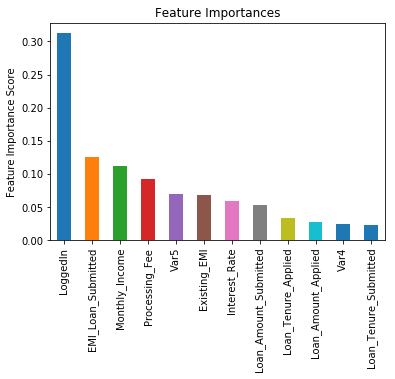 Feature Importances
Feature Importance Score
0.30
0.25
0.20
0.15
0.10
0.05
0.00
LoggedIn
EMI_Loan_Submitted
Monthly_Income
Processing_Fee
Var5
Existing_EMI
Interest_Rate
Loan_Amount_Submitted
Loan_Tenure_Applied
Loan_Amount_Applied
Var4
Loan_Tenure_Submitted